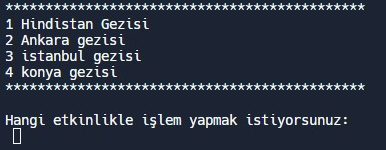 *********************************************
1 Hindistan Gezisi
2 Ankara gezisi
3 istanbul gezisi
4 konya gezisi
*********************************************
Hangi etkinlikle işlem yapmak istiyorsunuz: